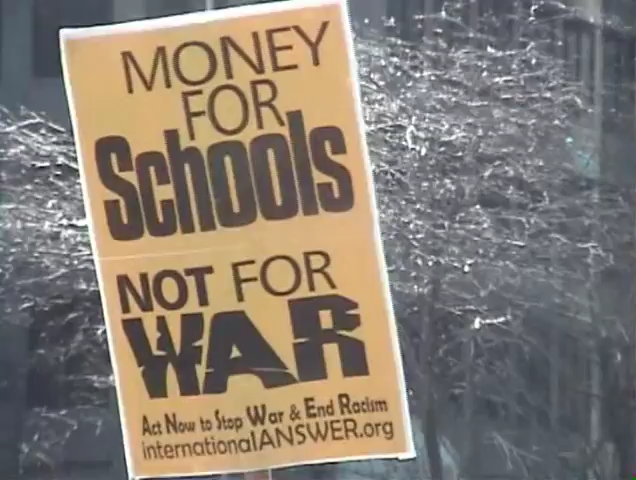 MONEY
FOR
Schools
NOT FOR
WAR
Act Now to Stop War & End Racism
internationalANSWER.org